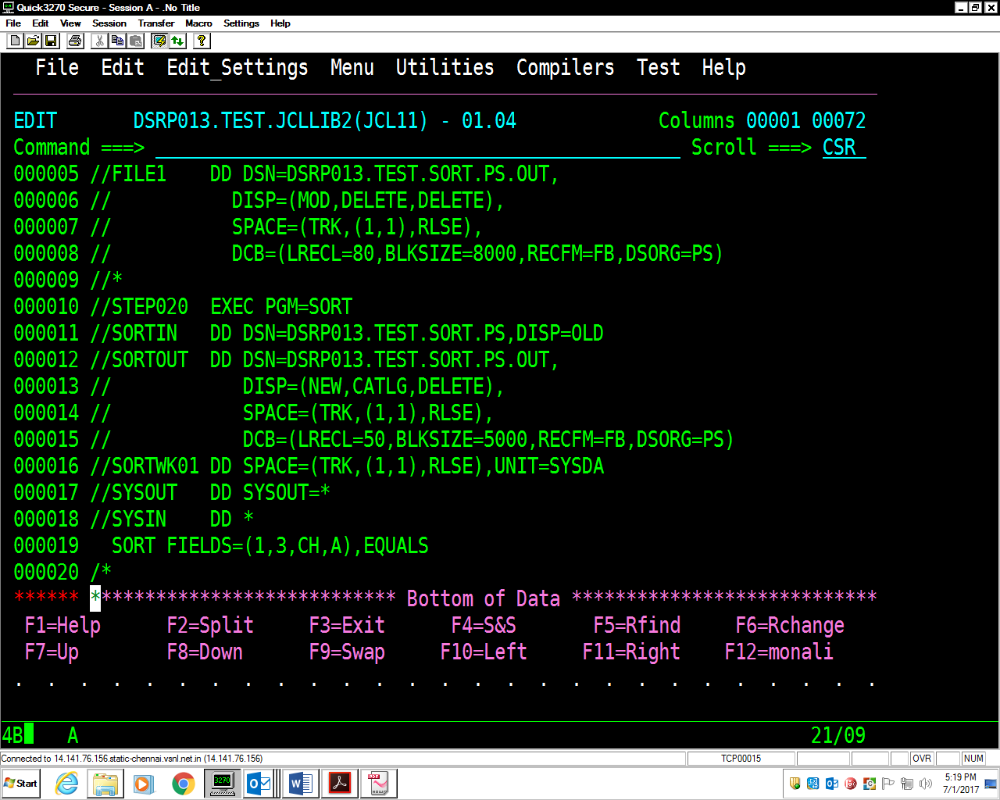 Quick3270 Secure - Session A - .No Title
File Edit View Session Transfer Macro Settings Help
File Edit Edit_Settings Menu Utilities Compilers Test Help
EDIT DSRP013.TEST.JCLLIB2(JCL11) - 01.04 Columns 00001 00072
Command ===> Scroll ===> CSR
000005 //FILE1    DD DSN=DSRP013.TEST.SORT.PS.OUT,
000006 //           DISP=(MOD,DELETE,DELETE),
000007 //           SPACE=(TRK,(1,1),RLSE),
000008 //           DCB=(LRECL=80,BLKSIZE=8000,RECFM=FB,DSORG=PS)
000009 //*
000010 //STEP020  EXEC PGM=SORT
000011 //SORTIN   DD DSN=DSRP013.TEST.SORT.PS,DISP=OLD
000012 //SORTOUT  DD DSN=DSRP013.TEST.SORT.PS.OUT,
000013 //            DISP=(NEW,CATLG,DELETE),
000014 //            SPACE=(TRK,(1,1),RLSE),
000015 //            DCB=(LRECL=50,BLKSIZE=5000,RECFM=FB,DSORG=PS)
000016 //SORTWK01 DD SPACE=(TRK,(1,1),RLSE),UNIT=SYSDA
000017 //SYSOUT   DD SYSOUT=*
000018 //SYSIN    DD *
000019   SORT FIELDS=(1,3,CH,A),EQUALS
000020 /*
****** **************************** Bottom of Data ****************************
F1=Help F2=Split F3=Exit F4=S&S F5=Rfind F6=Rchange
F7=Up F8=Down F9=Swap F10=Left F11=Right F12=monali
. . . . . . . . . . . . . . . . . . . . . . . . . . .
4B A 21/09
Connected to 14.141.76.156.static-chennai.vsnl.net.in (14.141.76.156) TCP00015 OVR NUM
Start 3270 5:19 PM
7/1/2017